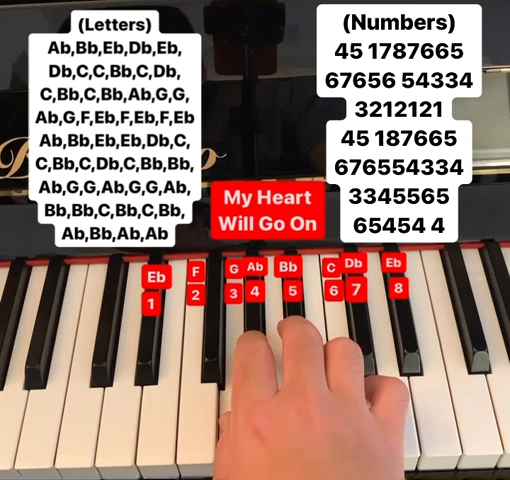 (Letters)
Ab,Bb,Eb,Db,Eb,
Db,C,C,Bb,C,Db,
C,Bb,C,Bb,Ab,G,G,
Ab,G,F,Eb,F,Eb,F,Eb
Ab,Bb,Eb,Eb,Db,C,
C,Bb,C,Db,C,Bb,Bb,
Ab,G,G,Ab,G,G,Ab,
Bb,Bb,C,Bb,C,Bb,
Ab,Bb,Ab,Ab
(Numbers)
45 1787665
67656 54334
3212121
45 187665
676554334
3345565
65454 4
My Heart
Will Go On
Eb F G Ab Bb C Db Eb
1 2 3 4 5 6 7 8